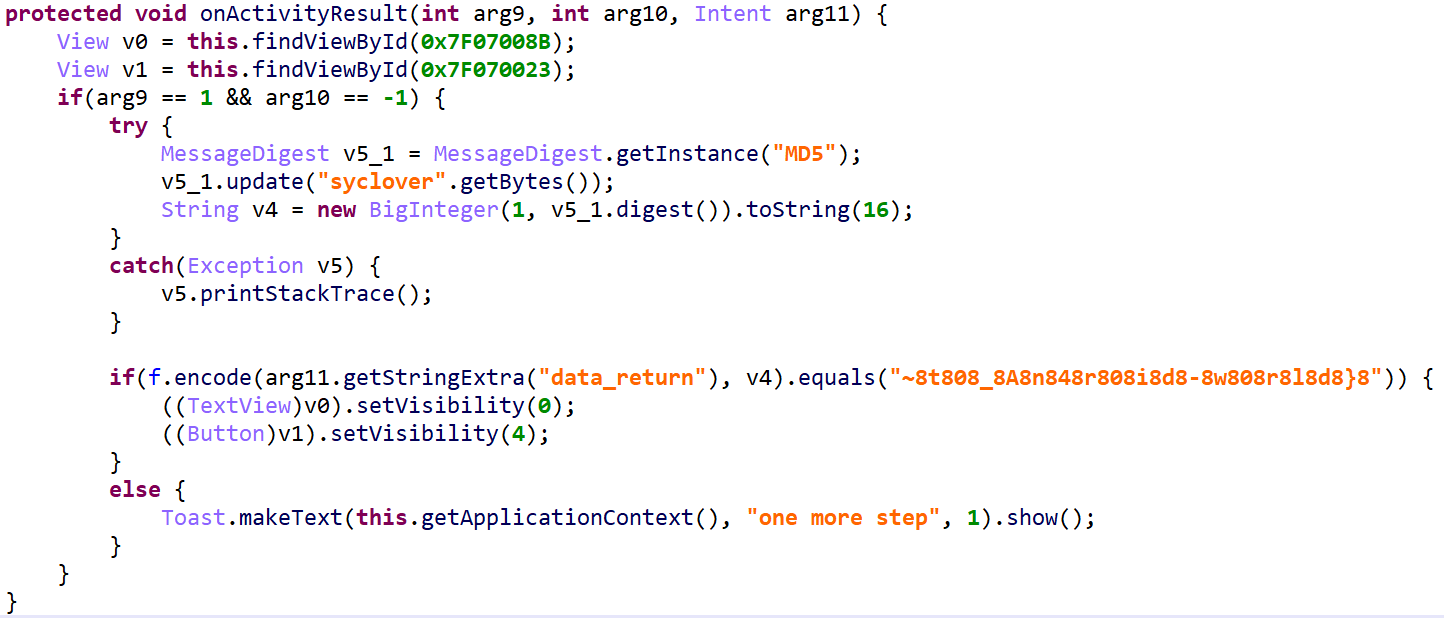 protected void onActivityResult(int arg9, int arg10, Intent arg11) {
    View v0 = this.findViewById(0x7F07008B);
    View v1 = this.findViewById(0x7F070023);
    if(arg9 == 1 && arg10 == -1) {
        try {
            MessageDigest v5_1 = MessageDigest.getInstance("MD5");
            v5_1.update("syclover".getBytes());
            String v4 = new BigInteger(1, v5_1.digest()).toString(16);
        }
        catch(Exception v5) {
            v5.printStackTrace();
        }

        if(f.encode(arg11.getStringExtra("data_return"), v4).equals("~8t808_8A8n848r808i8d8-8w808r8l8d8}8")) {
            ((TextView)v0).setVisibility(0);
            ((Button)v1).setVisibility(4);
        }
        else {
            Toast.makeText(this.getApplicationContext(), "one more step", 1).show();
        }
    }
}